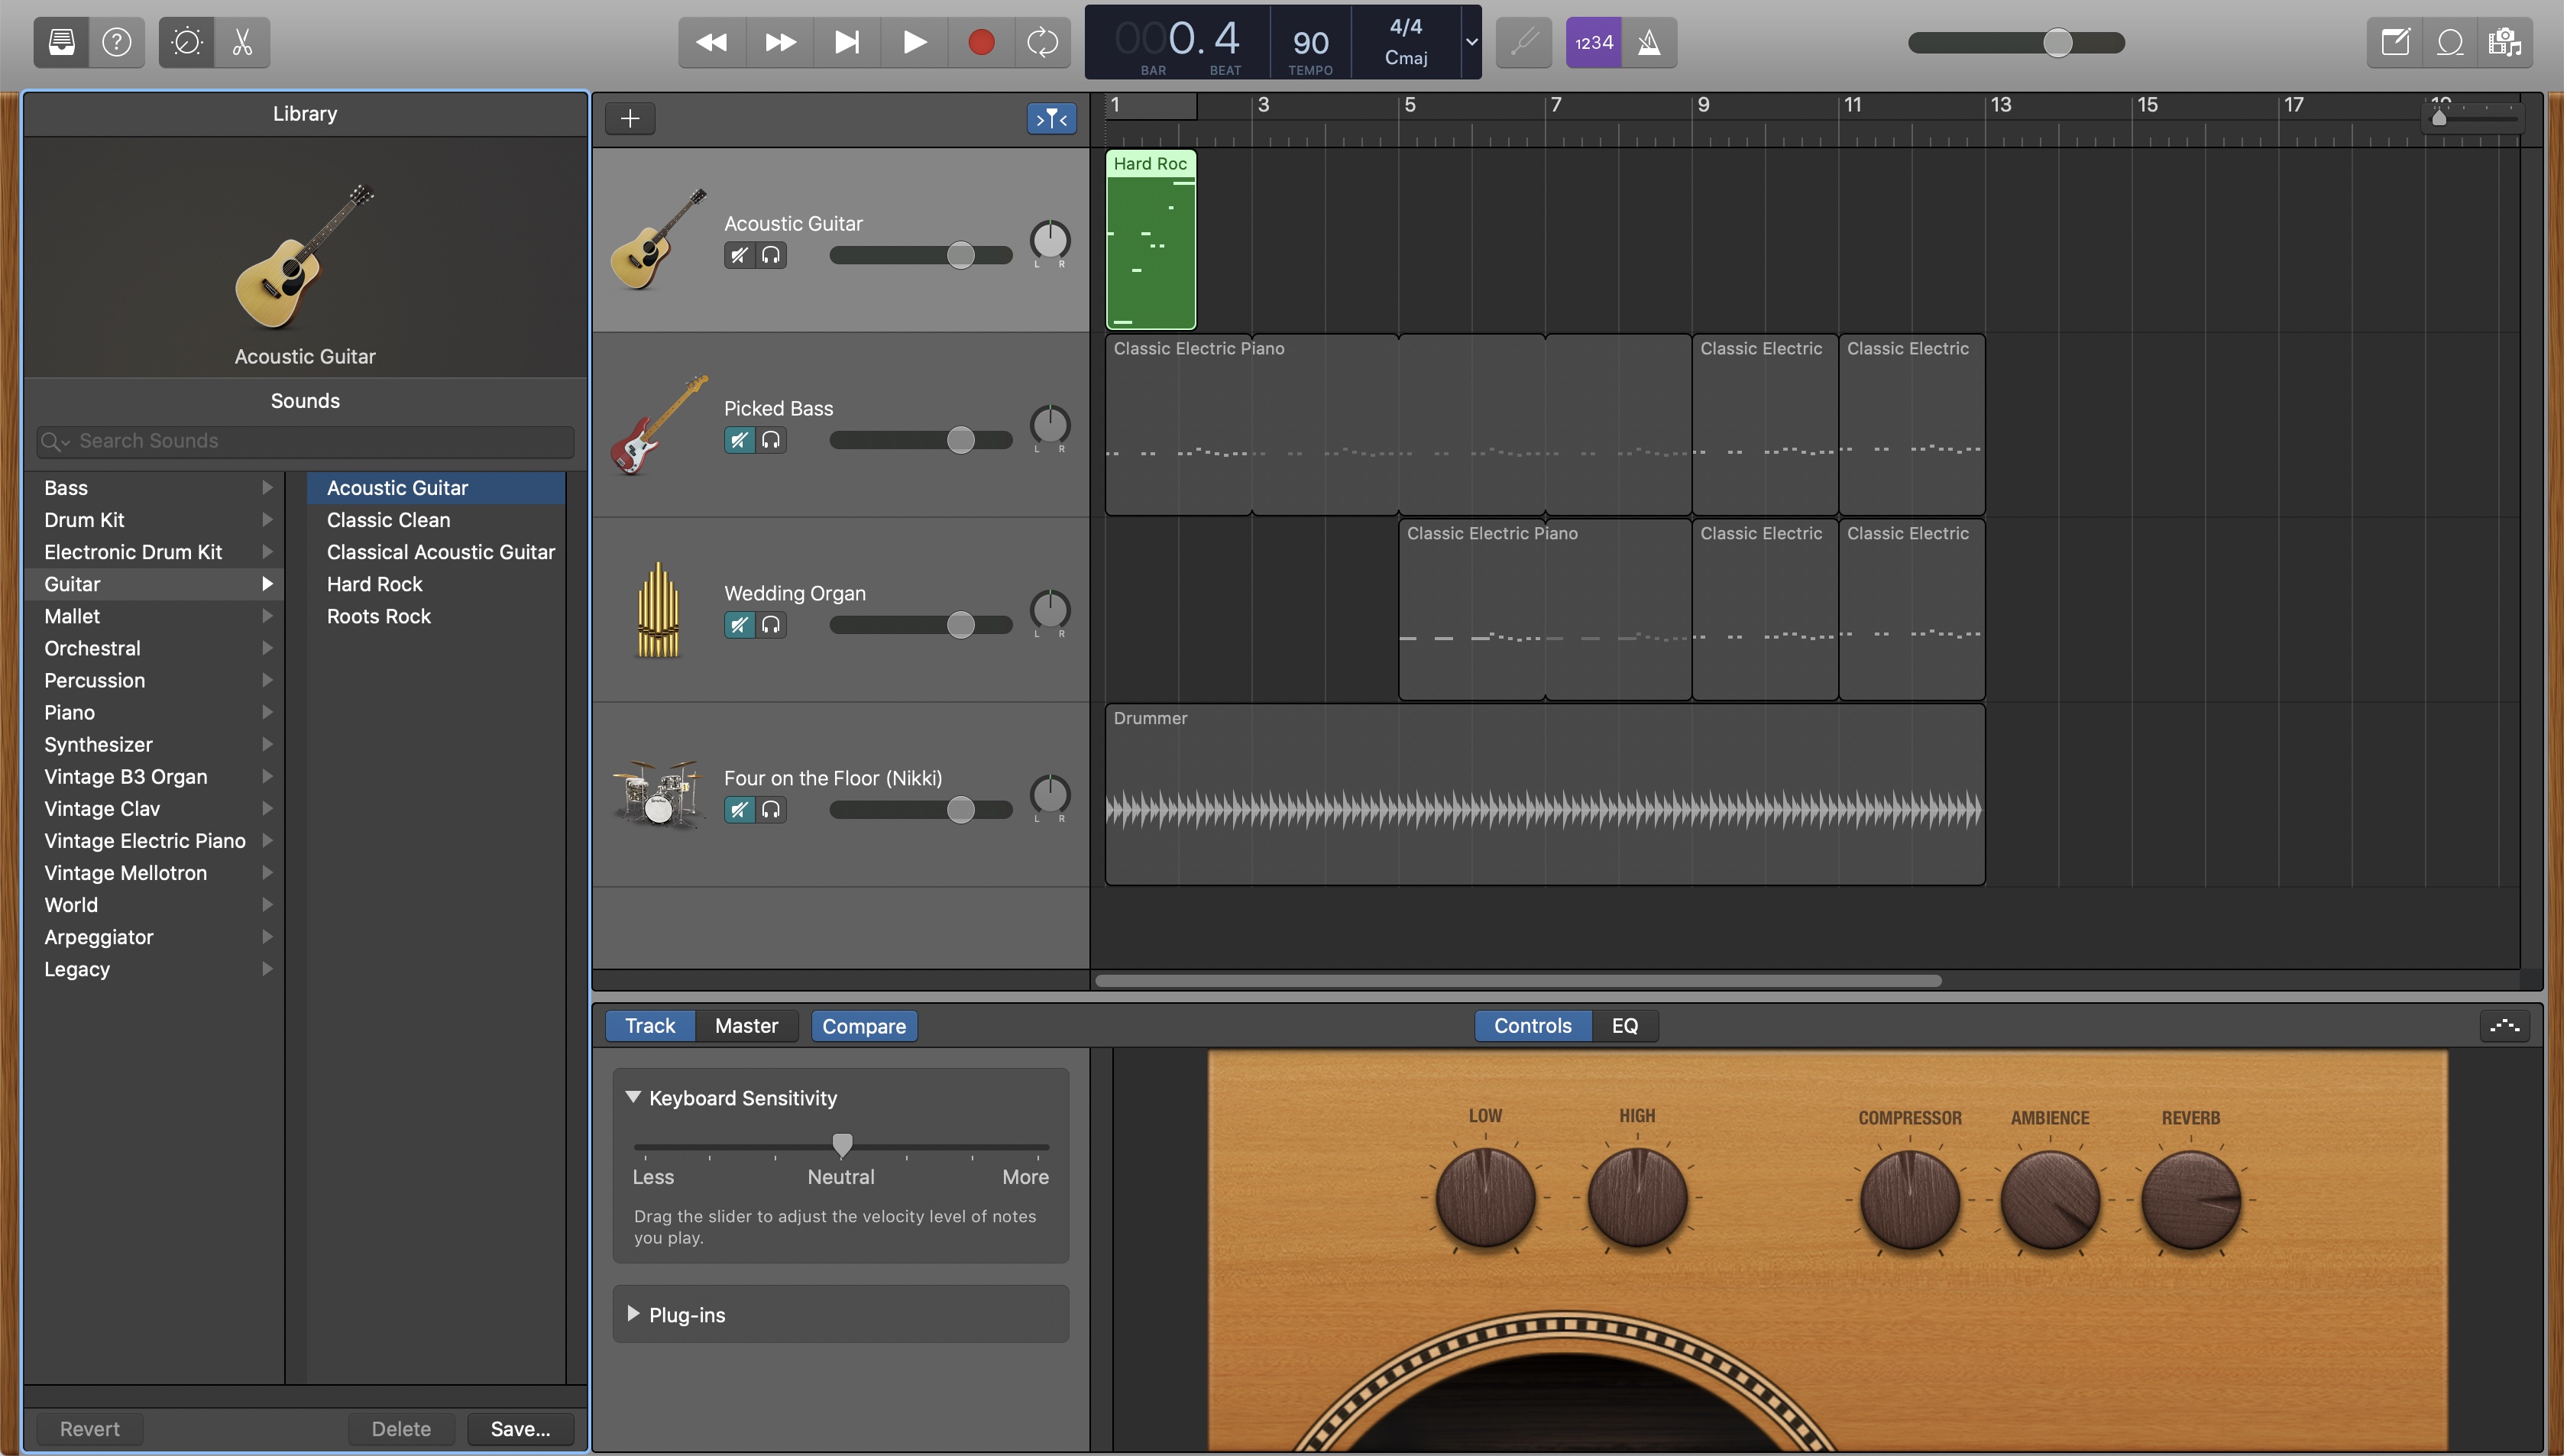 000.4
BAR BEAT
90
TEMPO
4/4
Cmaj
1234
Library
Acoustic Guitar
Sounds
Search Sounds
Bass
Drum Kit
Electronic Drum Kit
Guitar
Mallet
Orchestral
Percussion
Piano
Synthesizer
Vintage B3 Organ
Vintage Clav
Vintage Electric Piano
Vintage Mellotron
World
Arpeggiator
Legacy
Acoustic Guitar
Classic Clean
Classical Acoustic Guitar
Hard Rock
Roots Rock
Revert Delete Save...
1 3 5 7 9 11 13 15 17 19
Acoustic Guitar
L R
Hard Roc
Picked Bass
L R
Classic Electric Piano Classic Electric Classic Electric
Wedding Organ
L R
Classic Electric Piano Classic Electric Classic Electric
Four on the Floor (Nikki)
L R
Drummer
Track Master Compare Controls EQ
Keyboard Sensitivity
Less Neutral More
Drag the slider to adjust the velocity level of notes
you play.
Plug-ins
LOW HIGH COMPRESSOR AMBIENCE REVERB